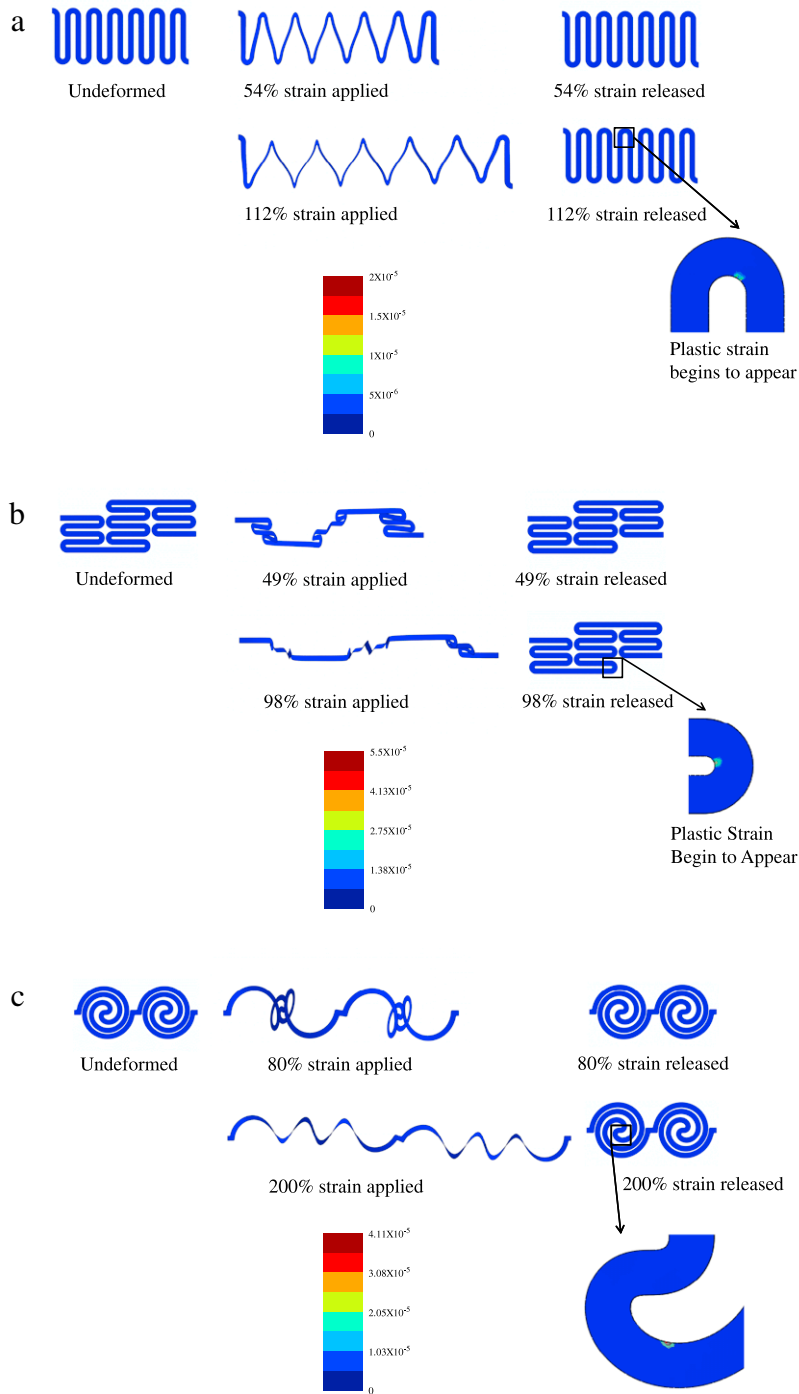 a
Undeformed
54% strain applied
54% strain released
112% strain applied
112% strain released
2X10⁻⁵
1.5X10⁻⁵
1X10⁻⁵
5X10⁻⁶
0
Plastic strain
begins to appear
b
Undeformed
49% strain applied
49% strain released
98% strain applied
98% strain released
5.5X10⁻⁵
4.13X10⁻⁵
2.75X10⁻⁵
1.38X10⁻⁵
0
Plastic Strain
Begin to Appear
c
Undeformed
80% strain applied
80% strain released
200% strain applied
200% strain released
4.11X10⁻⁵
3.08X10⁻⁵
2.05X10⁻⁵
1.03X10⁻⁵
0